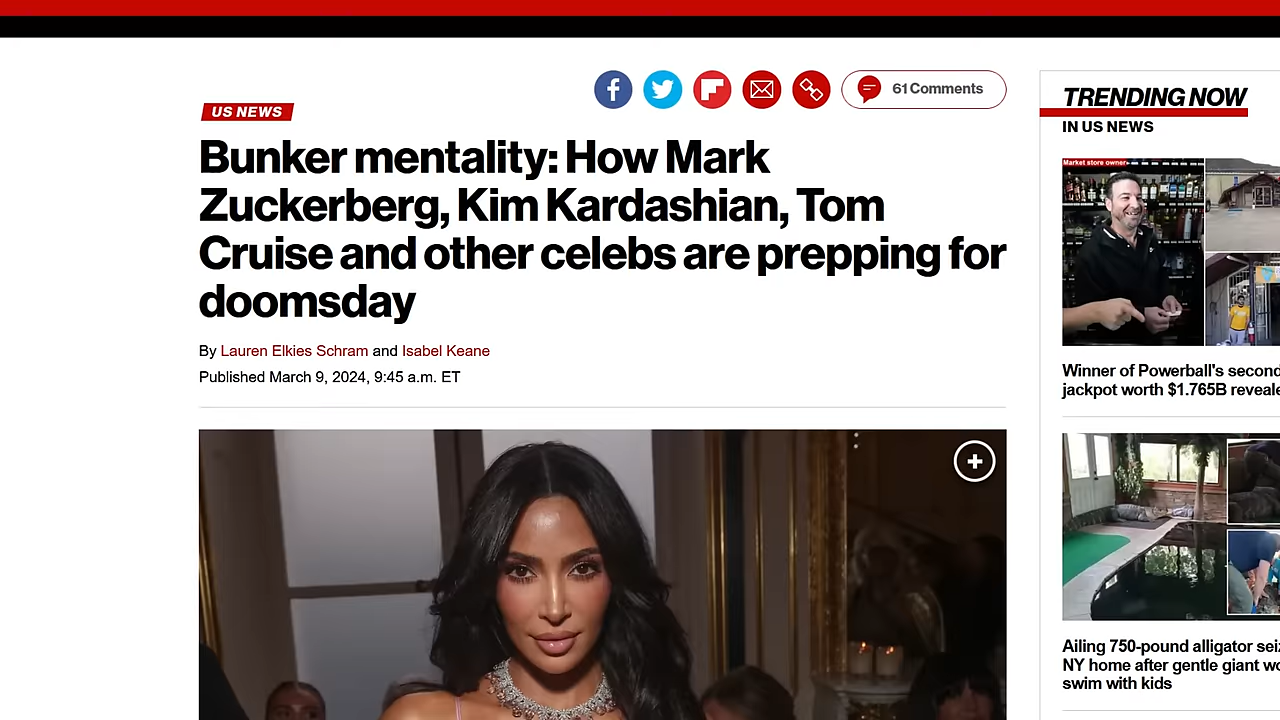 61 Comments
US NEWS
Bunker mentality: How Mark
Zuckerberg, Kim Kardashian, Tom
Cruise and other celebs are prepping for
doomsday
By Lauren Elkies Schram and Isabel Keane
Published March 9, 2024, 9:45 a.m. ET
TRENDING NOW
IN US NEWS
Market store owner
Winner of Powerball's second
jackpot worth $1.765B reveale
Ailing 750-pound alligator sei
NY home after gentle giant wo
swim with kids